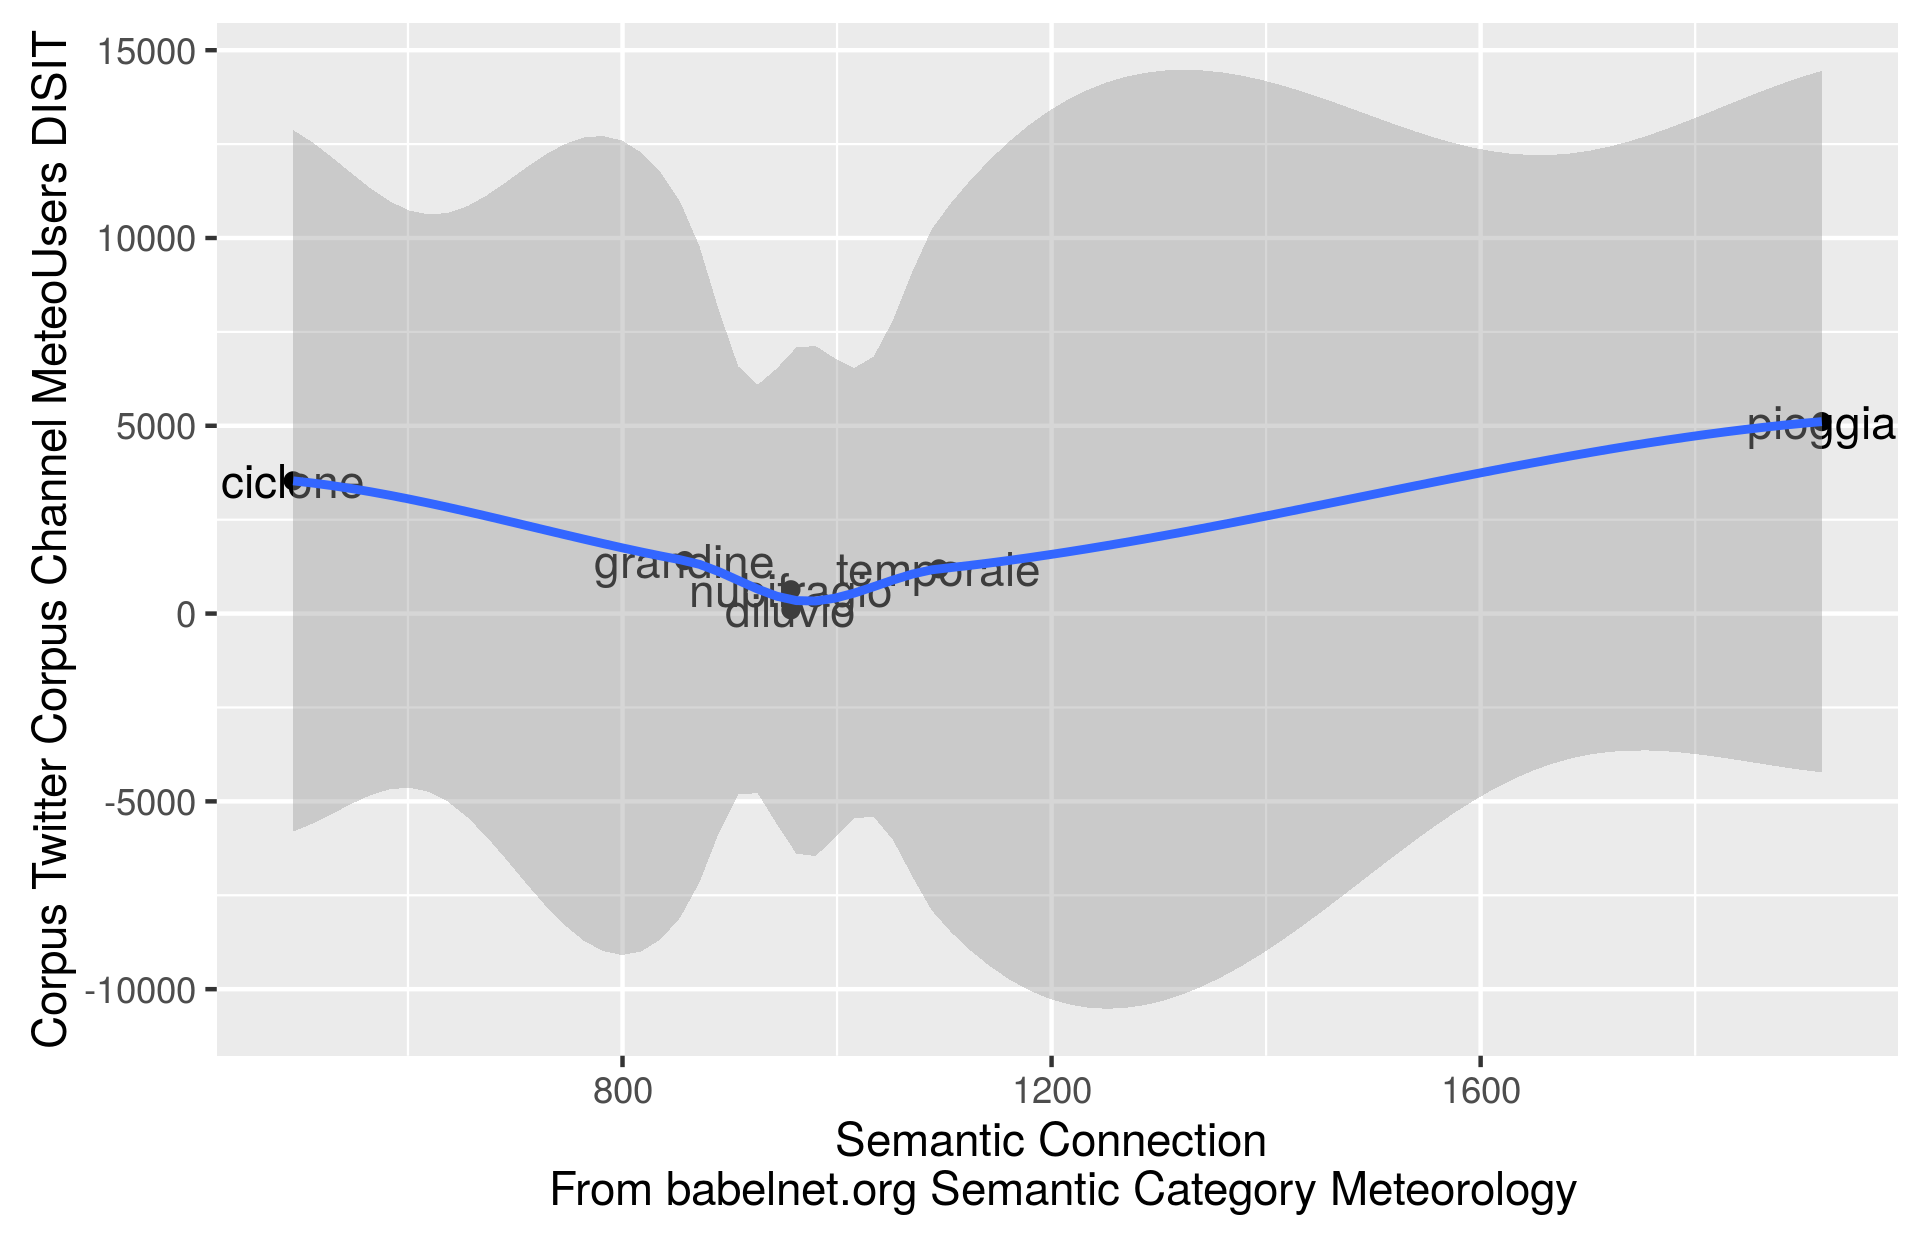 Corpus Twitter Corpus Channel MeteoUsers DISIT
15000
10000
5000
0
-5000
-10000
ciclone
pioggia
grandine
temporale
nubifragio
diluvio
800
1200
1600
Semantic Connection
From babelnet.org Semantic Category Meteorology